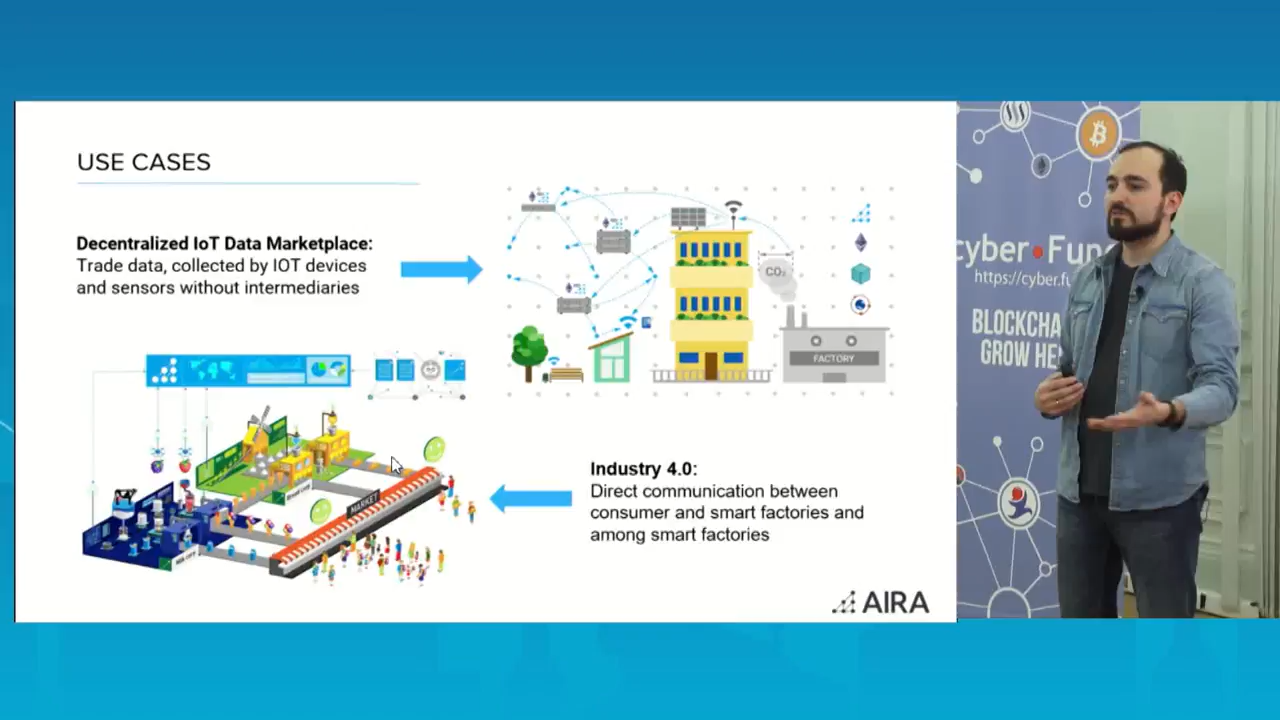 USE CASES
Decentralized IoT Data Marketplace:
Trade data, collected by IOT devices
and sensors without intermediaries
CO₂
FACTORY
MARKET
Industry 4.0:
Direct communication between
consumer and smart factories and
among smart factories
AIRA
cyber•Fun
https://cyber.fu
BLOCKCHA
GROW HE